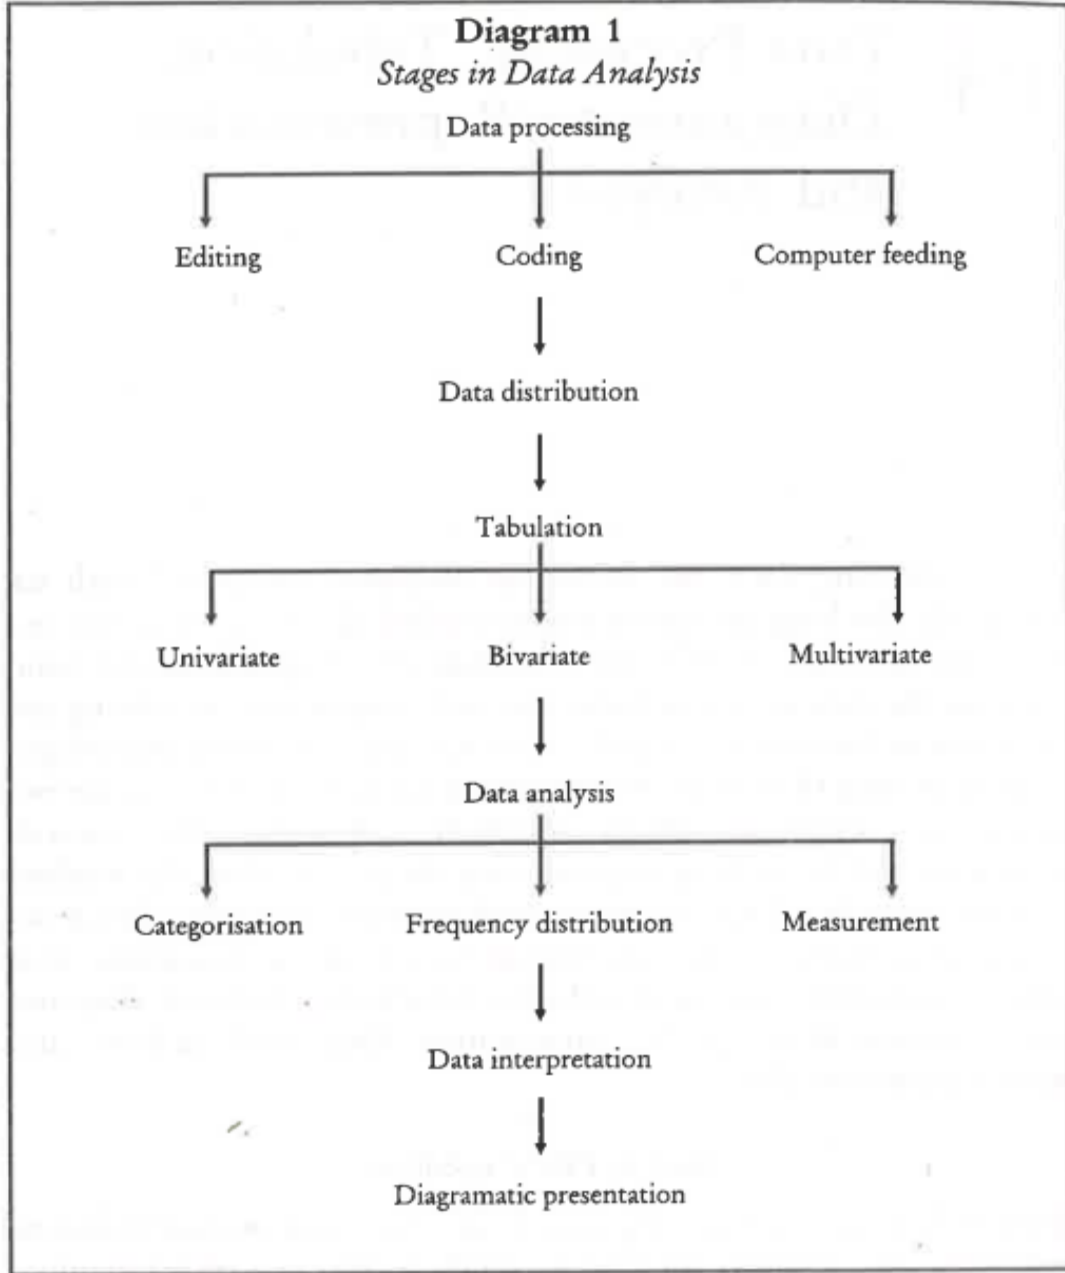 Diagram 1
Stages in Data Analysis
Data processing
Editing Coding Computer feeding
Data distribution
Tabulation
Univariate Bivariate Multivariate
Data analysis
Categorisation Frequency distribution Measurement
Data interpretation
Diagramatic presentation